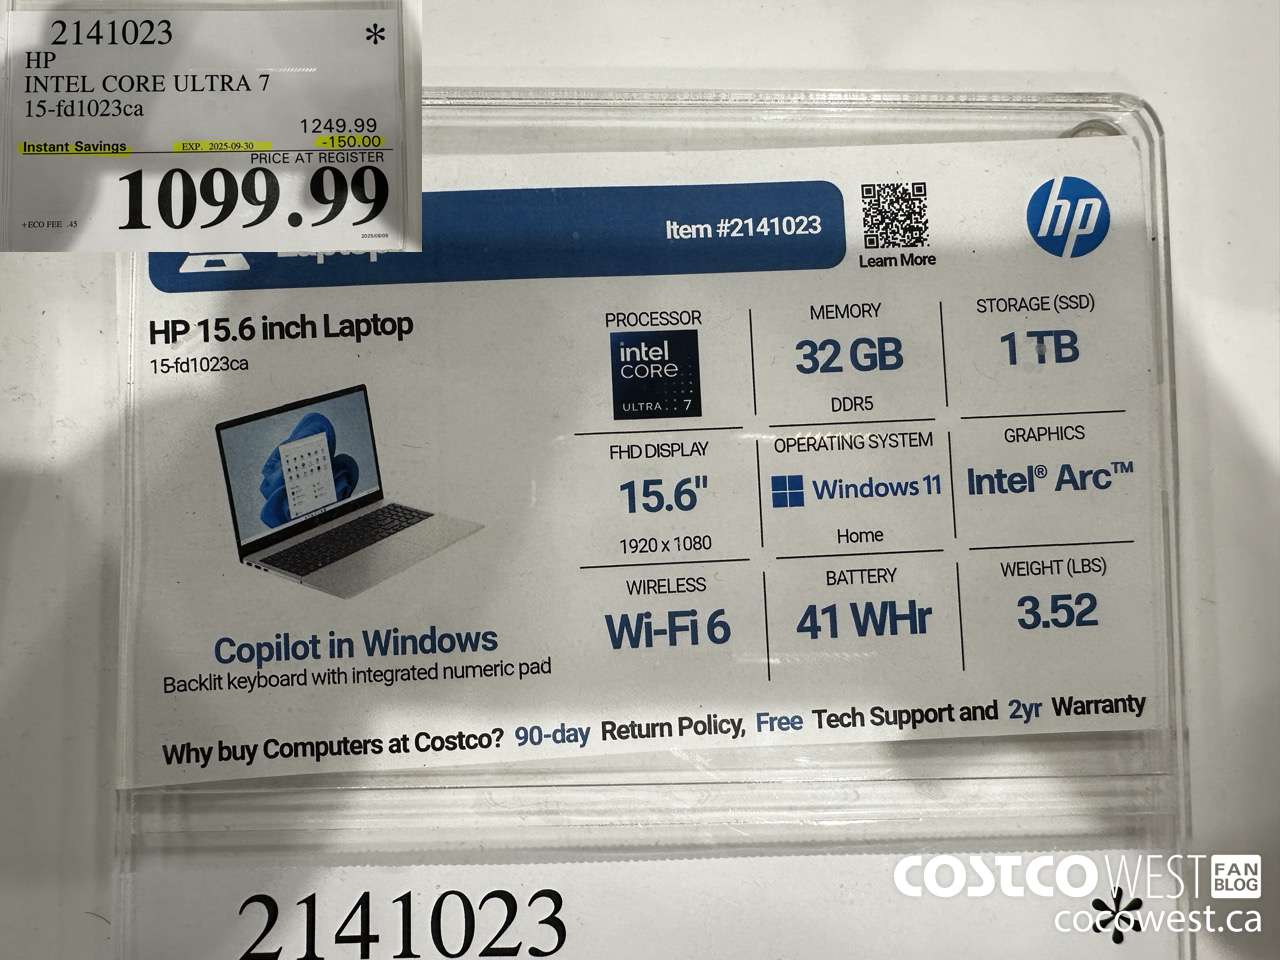 2141023 *
HP
INTEL CORE ULTRA 7
15-fd1023ca
1249.99
Instant Savings EXP. 2025-09-30 -150.00
PRICE AT REGISTER
1099.99
+ECO FEE .45
Item #2141023
Learn More
hp
HP 15.6 inch Laptop
15-fd1023ca
PROCESSOR
intel
CORE
ULTRA 7
MEMORY
32 GB
DDR5
STORAGE (SSD)
1 TB
FHD DISPLAY
15.6"
1920 x 1080
OPERATING SYSTEM
Windows 11
Home
GRAPHICS
Intel® Arc™
WIRELESS
Wi-Fi 6
BATTERY
41 WHr
WEIGHT (LBS)
3.52
Copilot in Windows
Backlit keyboard with integrated numeric pad
Why buy Computers at Costco? 90-day Return Policy, Free Tech Support and 2yr Warranty
2141023 *
COSTCO WEST FAN BLOG
cocowest.ca